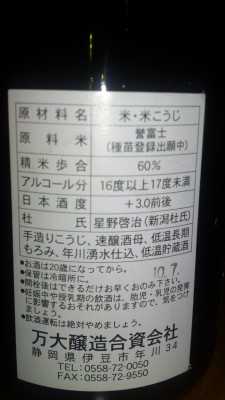 原材料名 米・米こうじ
原料米 誉富士
(種苗登録出願中)
精米歩合 60%
アルコール分 16度以上17度未満
日本酒度 +3.0前後
杜氏 星野啓治(新潟杜氏)
手造りこうじ、速醸酒母、低温長期
もろみ、年川湧水仕込、低温貯蔵酒
●お酒は20歳になってから。
●保管は冷暗所に。 10.7.
●開栓後はできるだけお早くお飲み下さい。
●妊娠中や授乳期の飲酒は、胎児・乳児の発育
に影響するおそれがありますので、気をつけ
ましょう。
●飲酒運転は絶対やめましょう。
万大醸造合資会社
静岡県伊豆市年川34
TEL:0558-72-0050
FAX:0558-72-9550